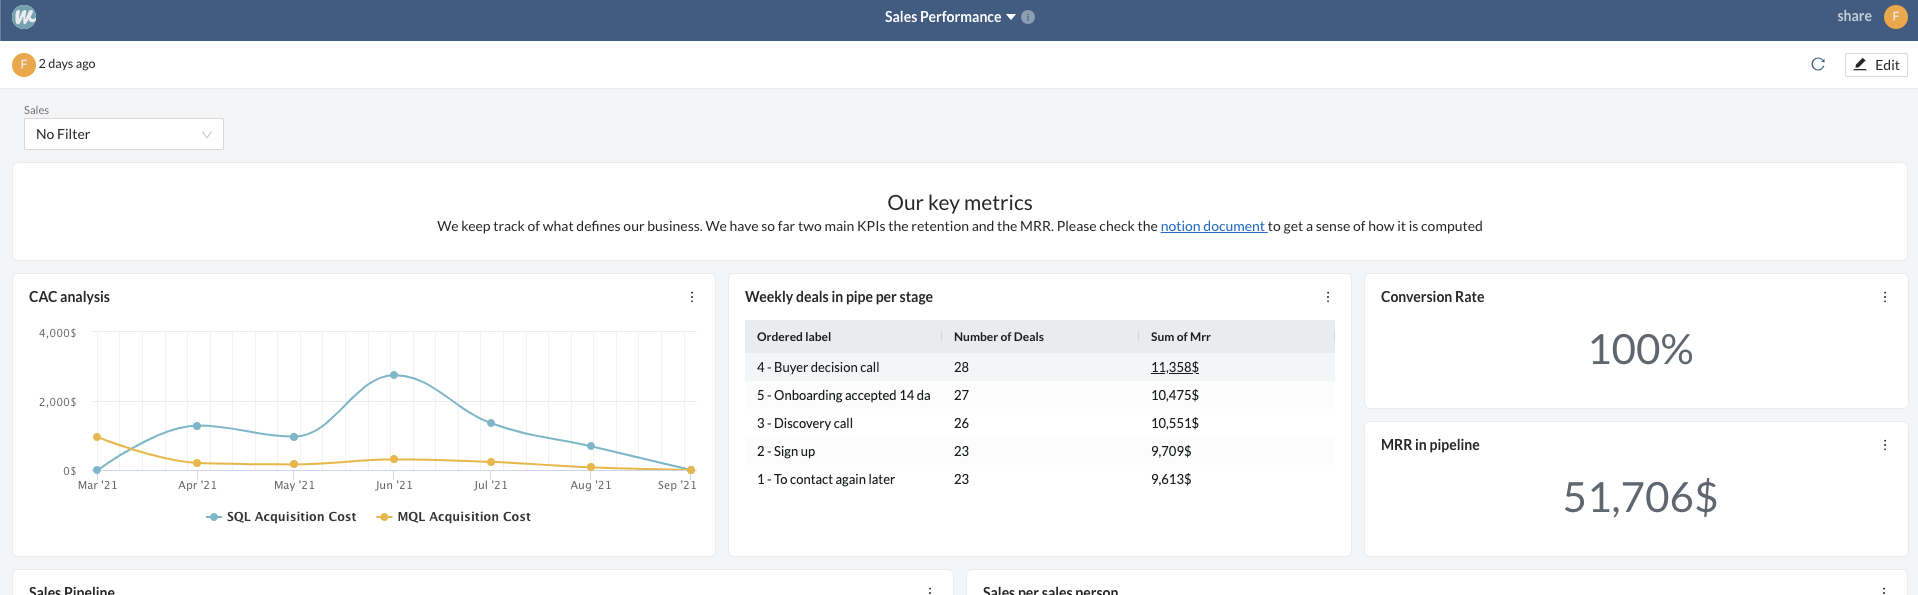 W
Sales Performance
i
share
F
F
2 days ago
Edit
Sales
No Filter
Our key metrics
We keep track of what defines our business. We have so far two main KPIs the retention and the MRR. Please check the notion document to get a sense of how it is computed
CAC analysis
4,000$
2,000$
0$
Mar '21 Apr '21 May '21 Jun '21 Jul '21 Aug '21 Sep '21
SQL Acquisition Cost MQL Acquisition Cost
Weekly deals in pipe per stage
Ordered label Number of Deals Sum of Mrr
4 - Buyer decision call 28 11,358$
5 - Onboarding accepted 14 da 27 10,475$
3 - Discovery call 26 10,551$
2 - Sign up 23 9,709$
1 - To contact again later 23 9,613$
Conversion Rate
100%
MRR in pipeline
51,706$
Sales Pipeline
Sales per sales person